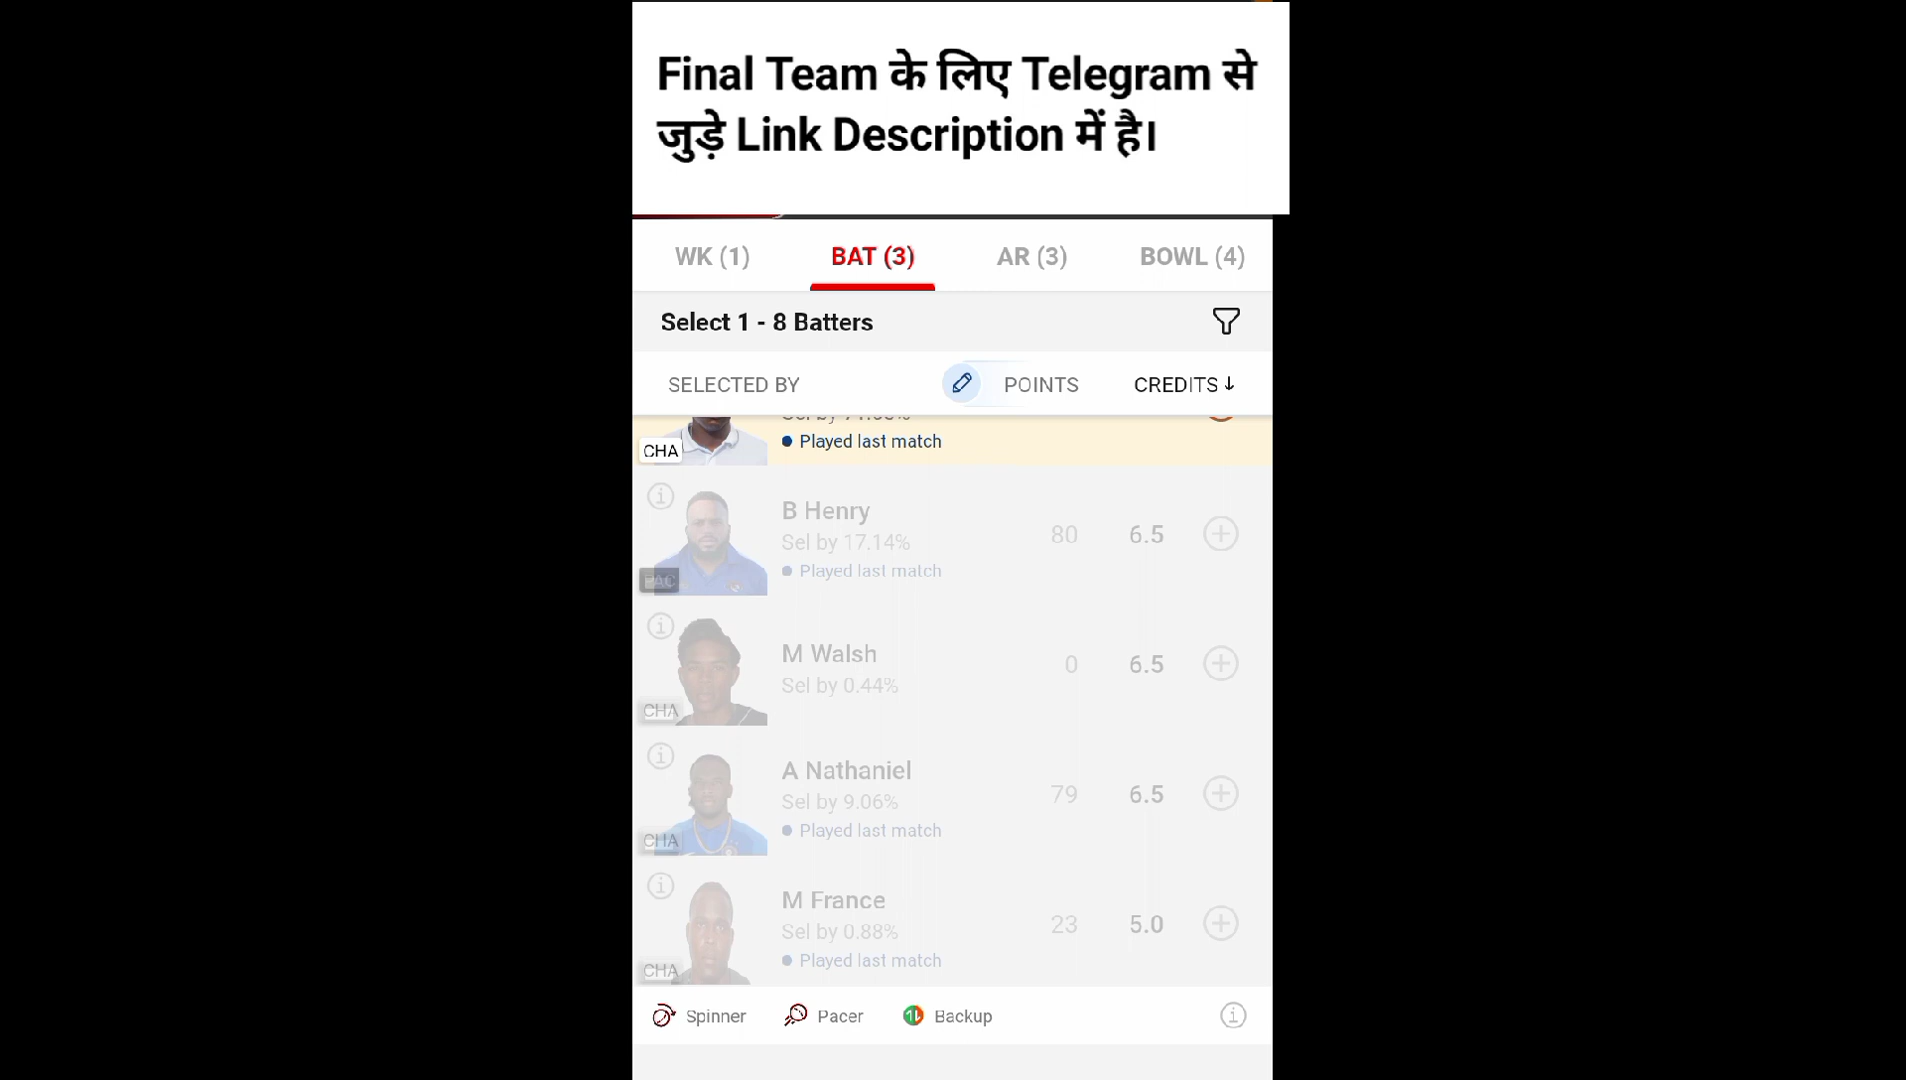 Final Team के लिए Telegram से
जुड़े Link Description में है।
WK (1) BAT (3) AR (3) BOWL (4)
Select 1 - 8 Batters
SELECTED BY POINTS CREDITS↓
Played last match
CHA
B Henry
Sel by 17.14% 80 6.5
Played last match
PAC
M Walsh
Sel by 0.44% 0 6.5
CHA
A Nathaniel
Sel by 9.06% 79 6.5
Played last match
CHA
M France
Sel by 0.88% 23 5.0
Played last match
CHA
Spinner Pacer Backup